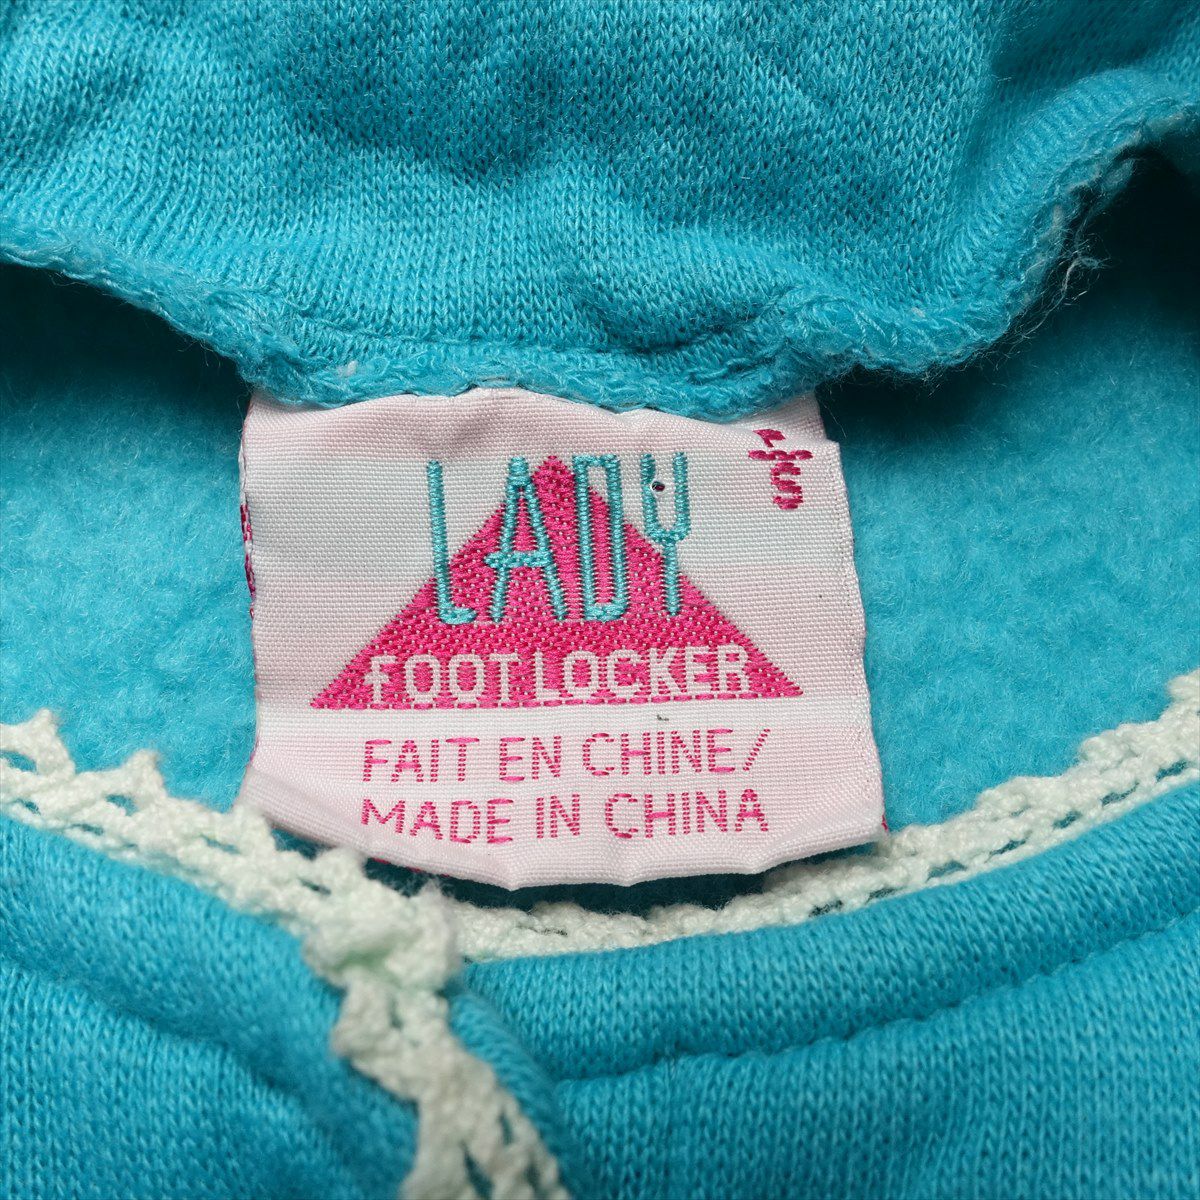 LADY
FOOT LOCKER
FAIT EN CHINE/
MADE IN CHINA